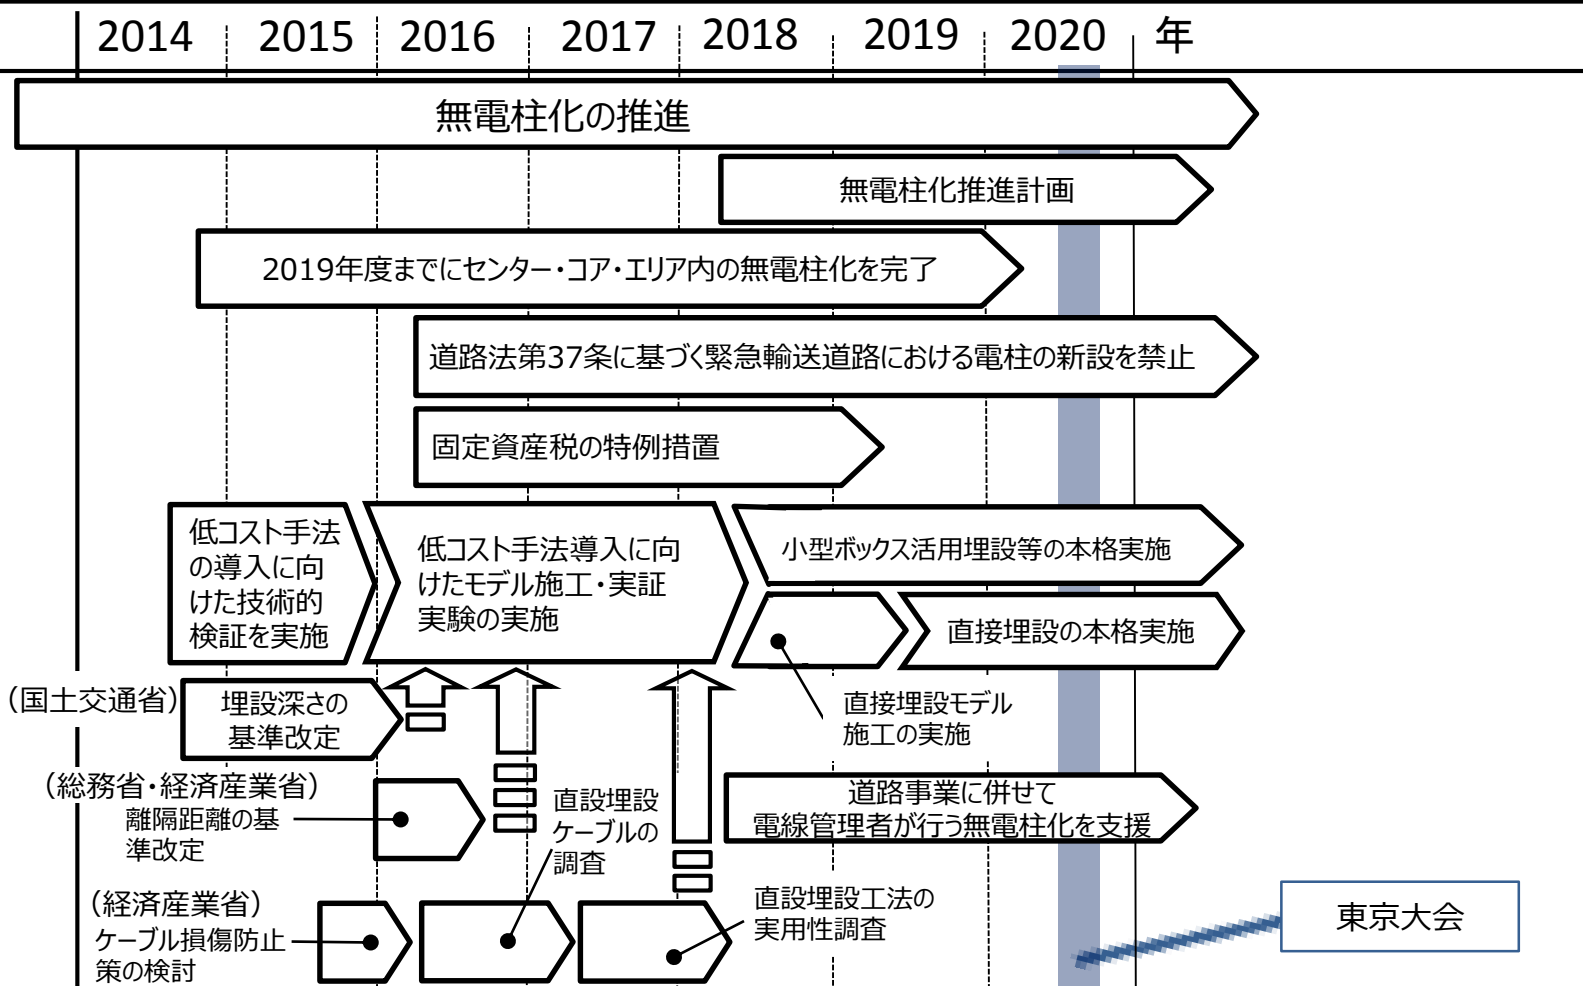 2014 2015 2016 2017 2018 2019 2020 年
無電柱化の推進
無電柱化推進計画
2019年度までにセンター・コア・エリア内の無電柱化を完了
道路法第37条に基づく緊急輸送道路における電柱の新設を禁止
固定資産税の特例措置
低コスト手法
の導入に向
けた技術的
検証を実施
低コスト手法導入に向
けたモデル施工・実証
実験の実施
小型ボックス活用埋設等の本格実施
直接埋設の本格実施
直接埋設モデル
施工の実施
（国土交通省）
埋設深さの
基準改定
（総務省・経済産業省）
離隔距離の基
準改定
直設埋設
ケーブルの
調査
道路事業に併せて
電線管理者が行う無電柱化を支援
（経済産業省）
ケーブル損傷防止
策の検討
直設埋設工法の
実用性調査
東京大会